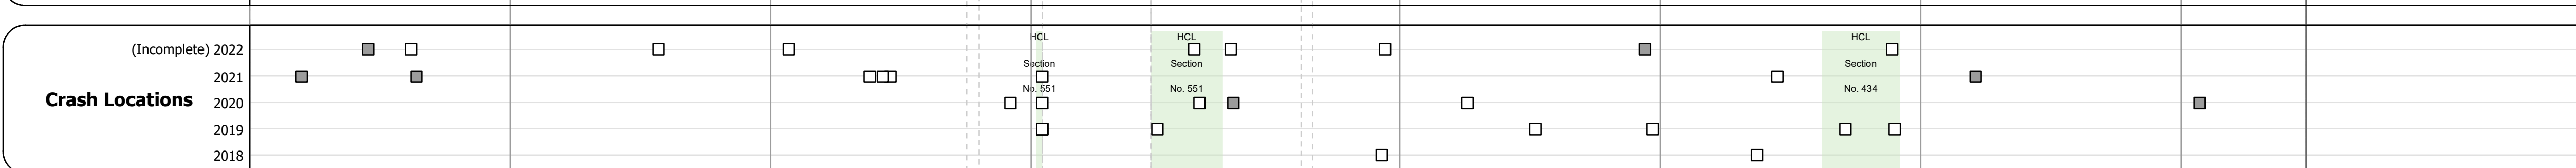 (Incomplete) 2022
HCL
HCL
HCL
Section
Section
Section
2021
No. 551
No. 551
No. 434
Crash Locations
2020
2019
2018